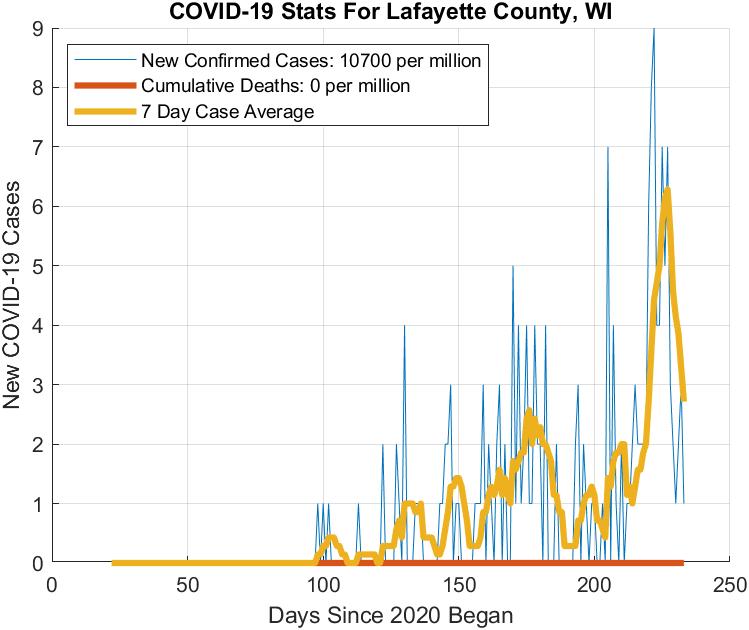 COVID-19 Stats For Lafayette County, WI
New Confirmed Cases: 10700 per million
Cumulative Deaths: 0 per million
7 Day Case Average
New COVID-19 Cases
9
8
7
6
5
4
3
2
1
0
0 50 100 150 200 250
Days Since 2020 Began